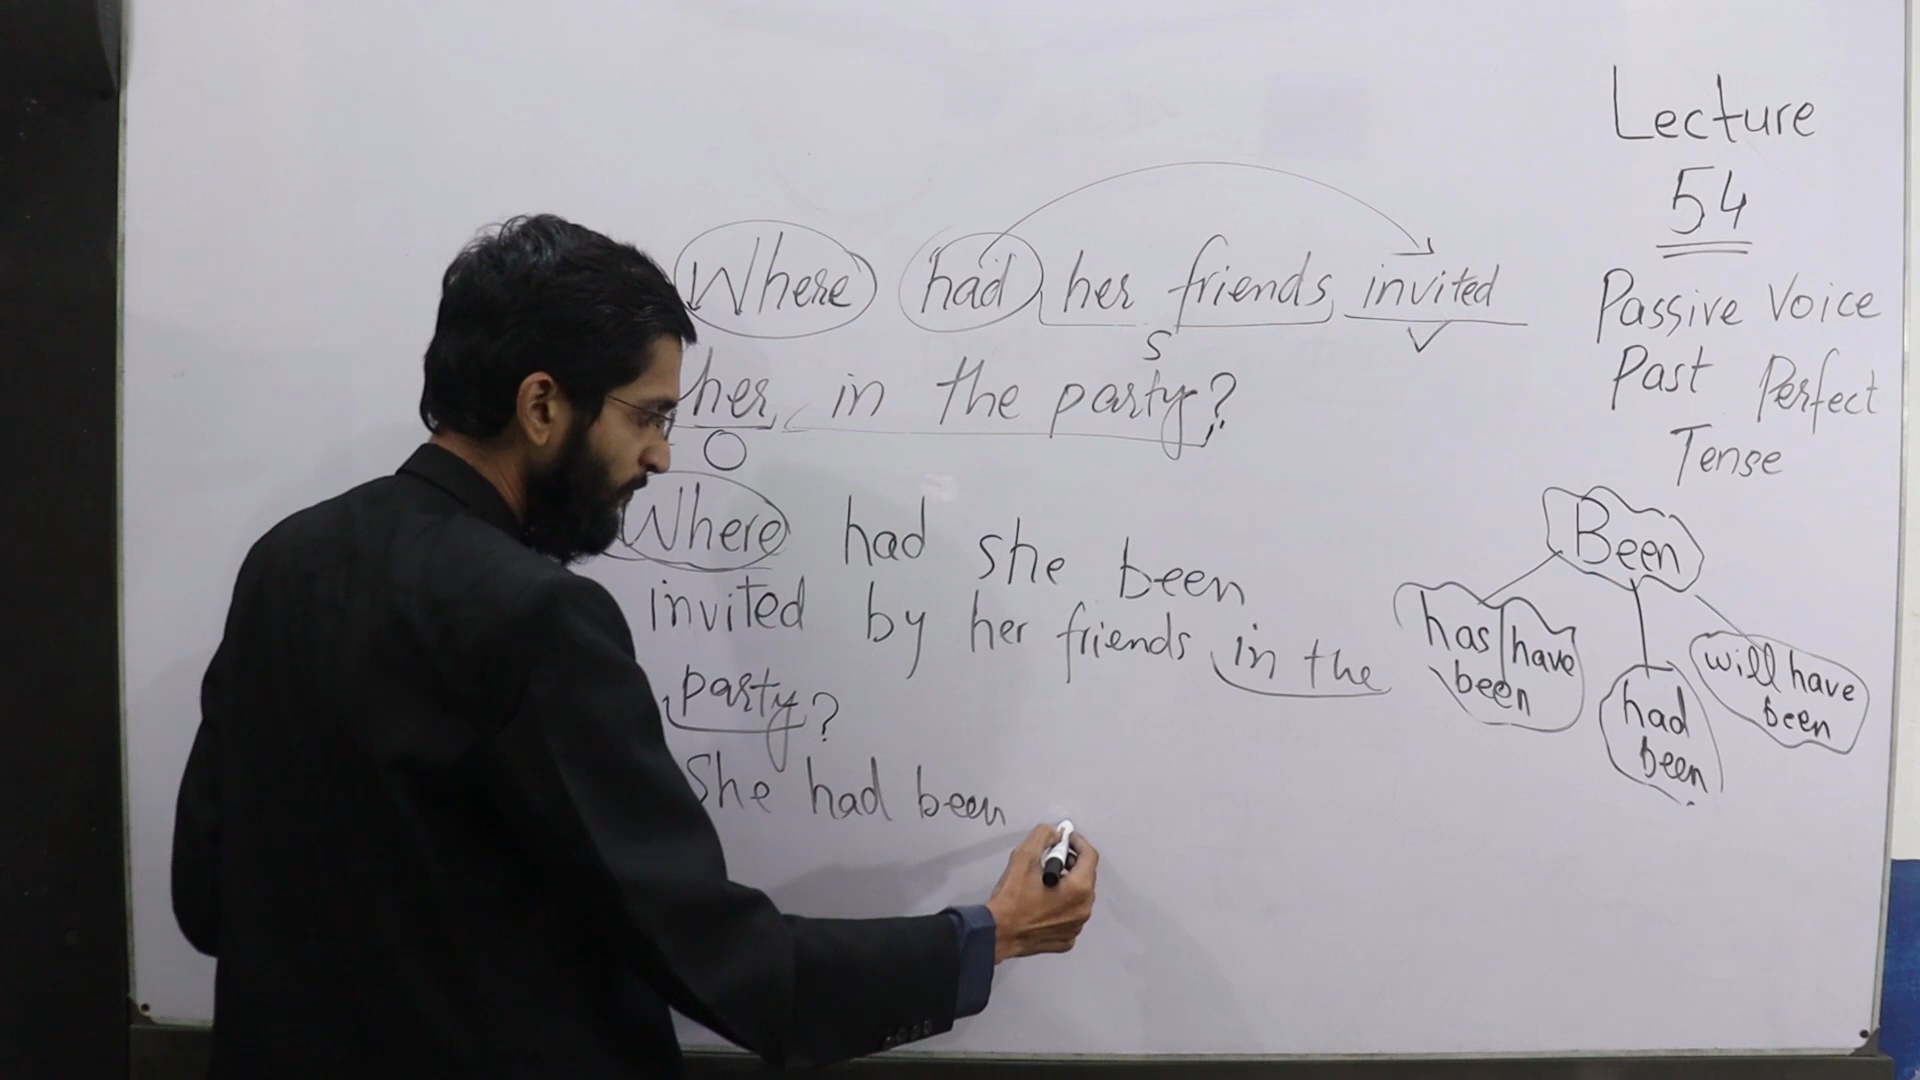 Where had her friends invited
S
her in the party?
O
Where had she been
invited by her friends in the
party?
She had been
Lecture
54
Passive Voice
Past Perfect
Tense
Been
has have
been
had
been
will have
been